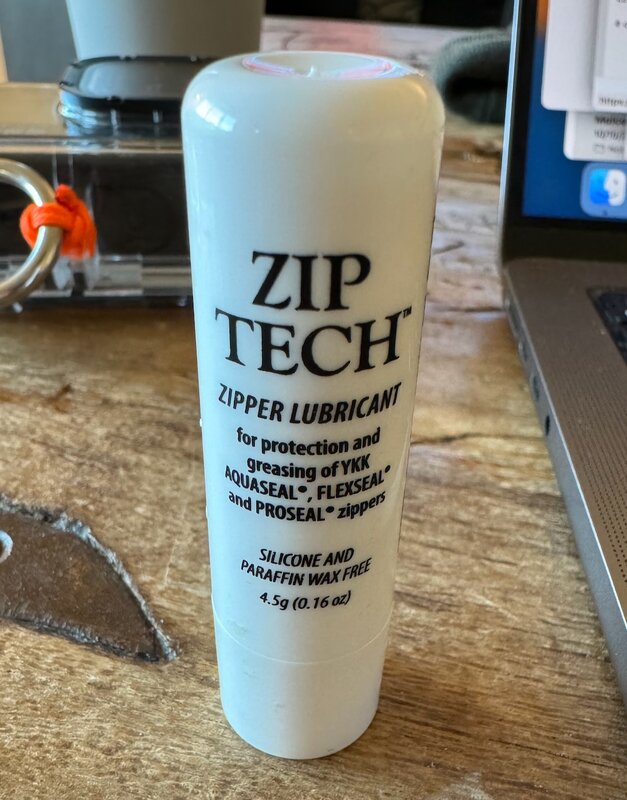 ZIP
TECH™
ZIPPER LUBRICANT
for protection and
greasing of YKK
AQUASEAL®, FLEXSEAL®
and PROSEAL® zippers
SILICONE AND
PARAFFIN WAX FREE
4.5g (0.16 oz)